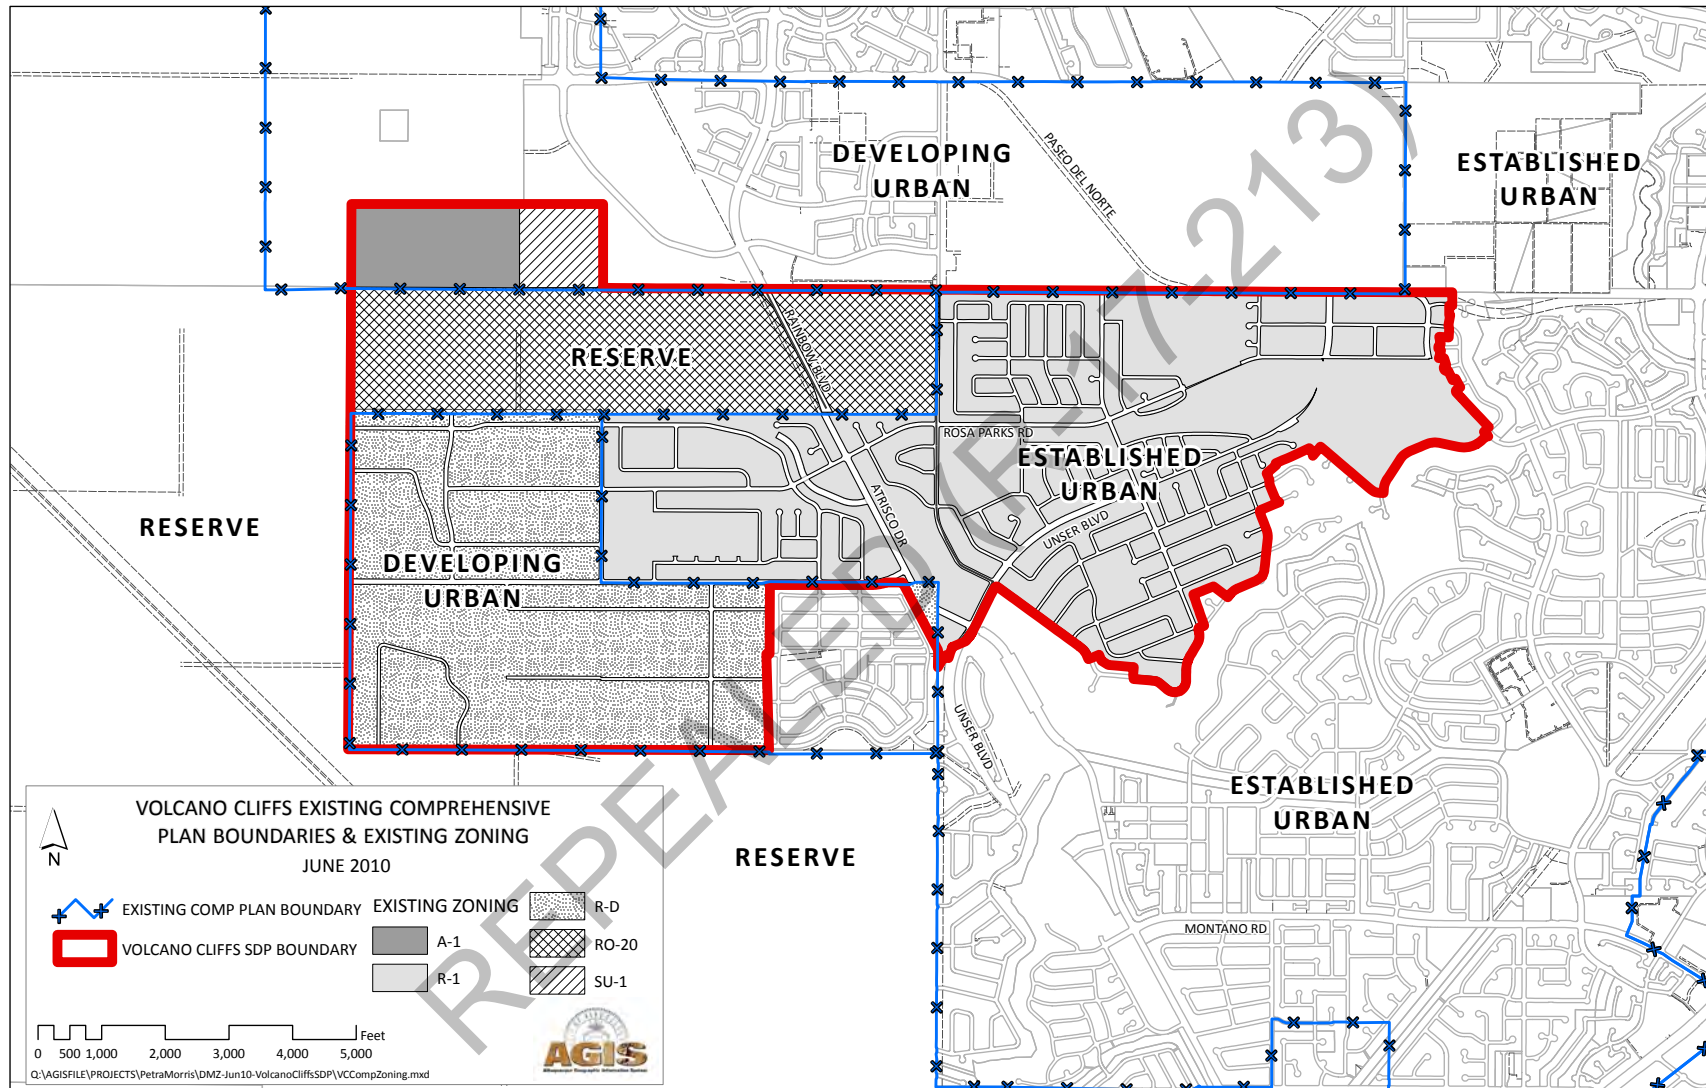 DEVELOPING
URBAN
ESTABLISHED
URBAN
PASEO DEL NORTE
RAINBOW BLVD
RESERVE
ROSA PARKS RD
ESTABLISHED
URBAN
UNSER BLVD
ATRISCO DR
RESERVE
DEVELOPING
URBAN
UNSER BLVD
ESTABLISHED
URBAN
RESERVE
MONTANO RD
REPEALED (R-17-213)
VOLCANO CLIFFS EXISTING COMPREHENSIVE
PLAN BOUNDARIES & EXISTING ZONING
JUNE 2010
N
EXISTING COMP PLAN BOUNDARY
VOLCANO CLIFFS SDP BOUNDARY
EXISTING ZONING
A-1
R-1
R-D
RO-20
SU-1
Feet
0 500 1,000 2,000 3,000 4,000 5,000
Q:\AGISFILE\PROJECTS\PetraMorris\DMZ-Jun10-VolcanoCliffsSDP\VCCompZoning.mxd
AGIS
Albuquerque Geographic Information System